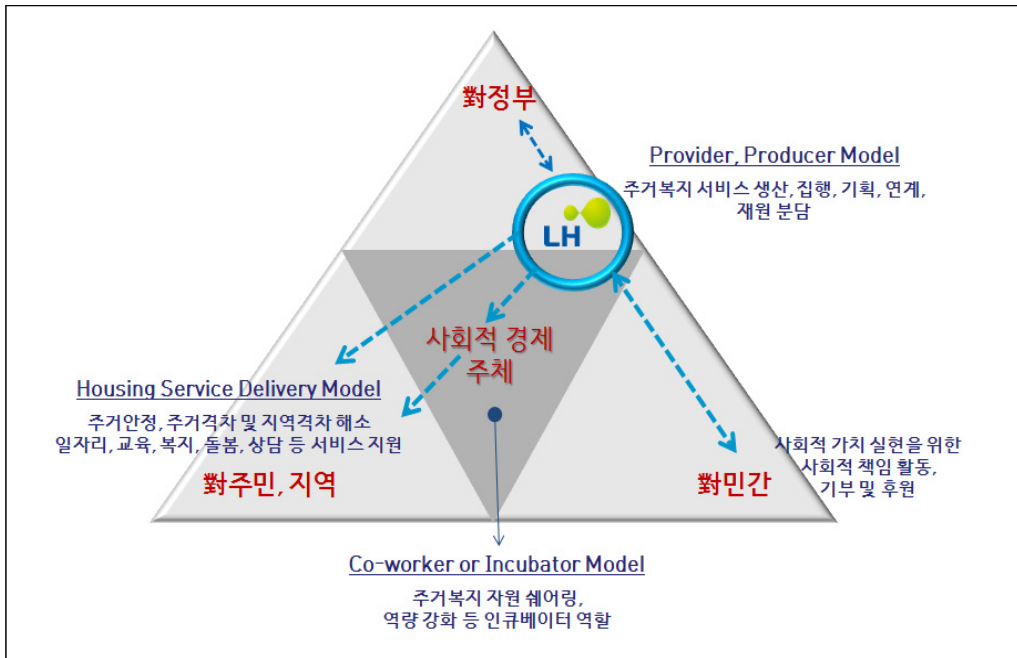 對정부
Provider, Producer Model
주거복지 서비스 생산, 집행, 기획, 연계,
재원 분담
LH
사회적 경제
주체
Housing Service Delivery Model
주거안정, 주거격차 및 지역격차 해소
일자리, 교육, 복지, 돌봄, 상담 등 서비스 지원
對주민, 지역
對민간
사회적 가치 실현을 위한
사회적 책임 활동,
기부 및 후원
Co-worker or Incubator Model
주거복지 자원 쉐어링,
역량 강화 등 인큐베이터 역할